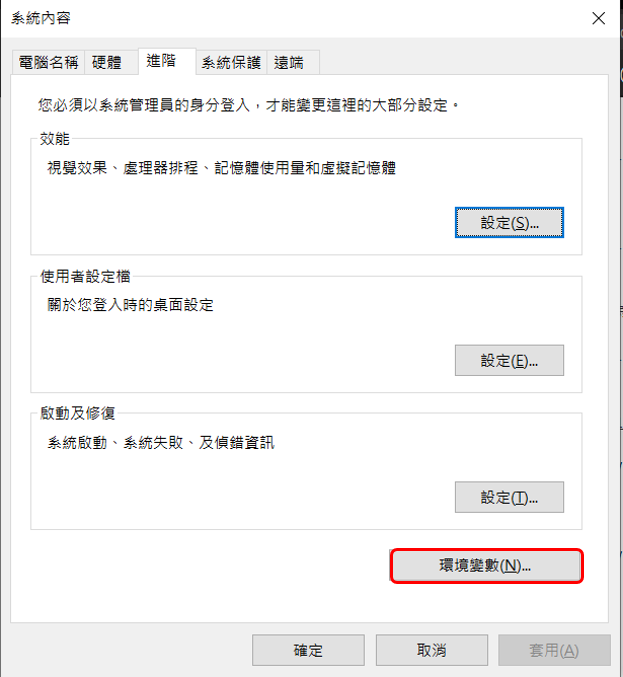 系統內容
電腦名稱 硬體 進階 系統保護 遠端
您必須以系統管理員的身分登入，才能變更這裡的大部分設定。
效能
視覺效果、處理器排程、記憶體使用量和虛擬記憶體
設定(S)...
使用者設定檔
關於您登入時的桌面設定
設定(E)...
啟動及修復
系統啟動、系統失敗、及偵錯資訊
設定(T)...
環境變數(N)...
確定 取消 套用(A)